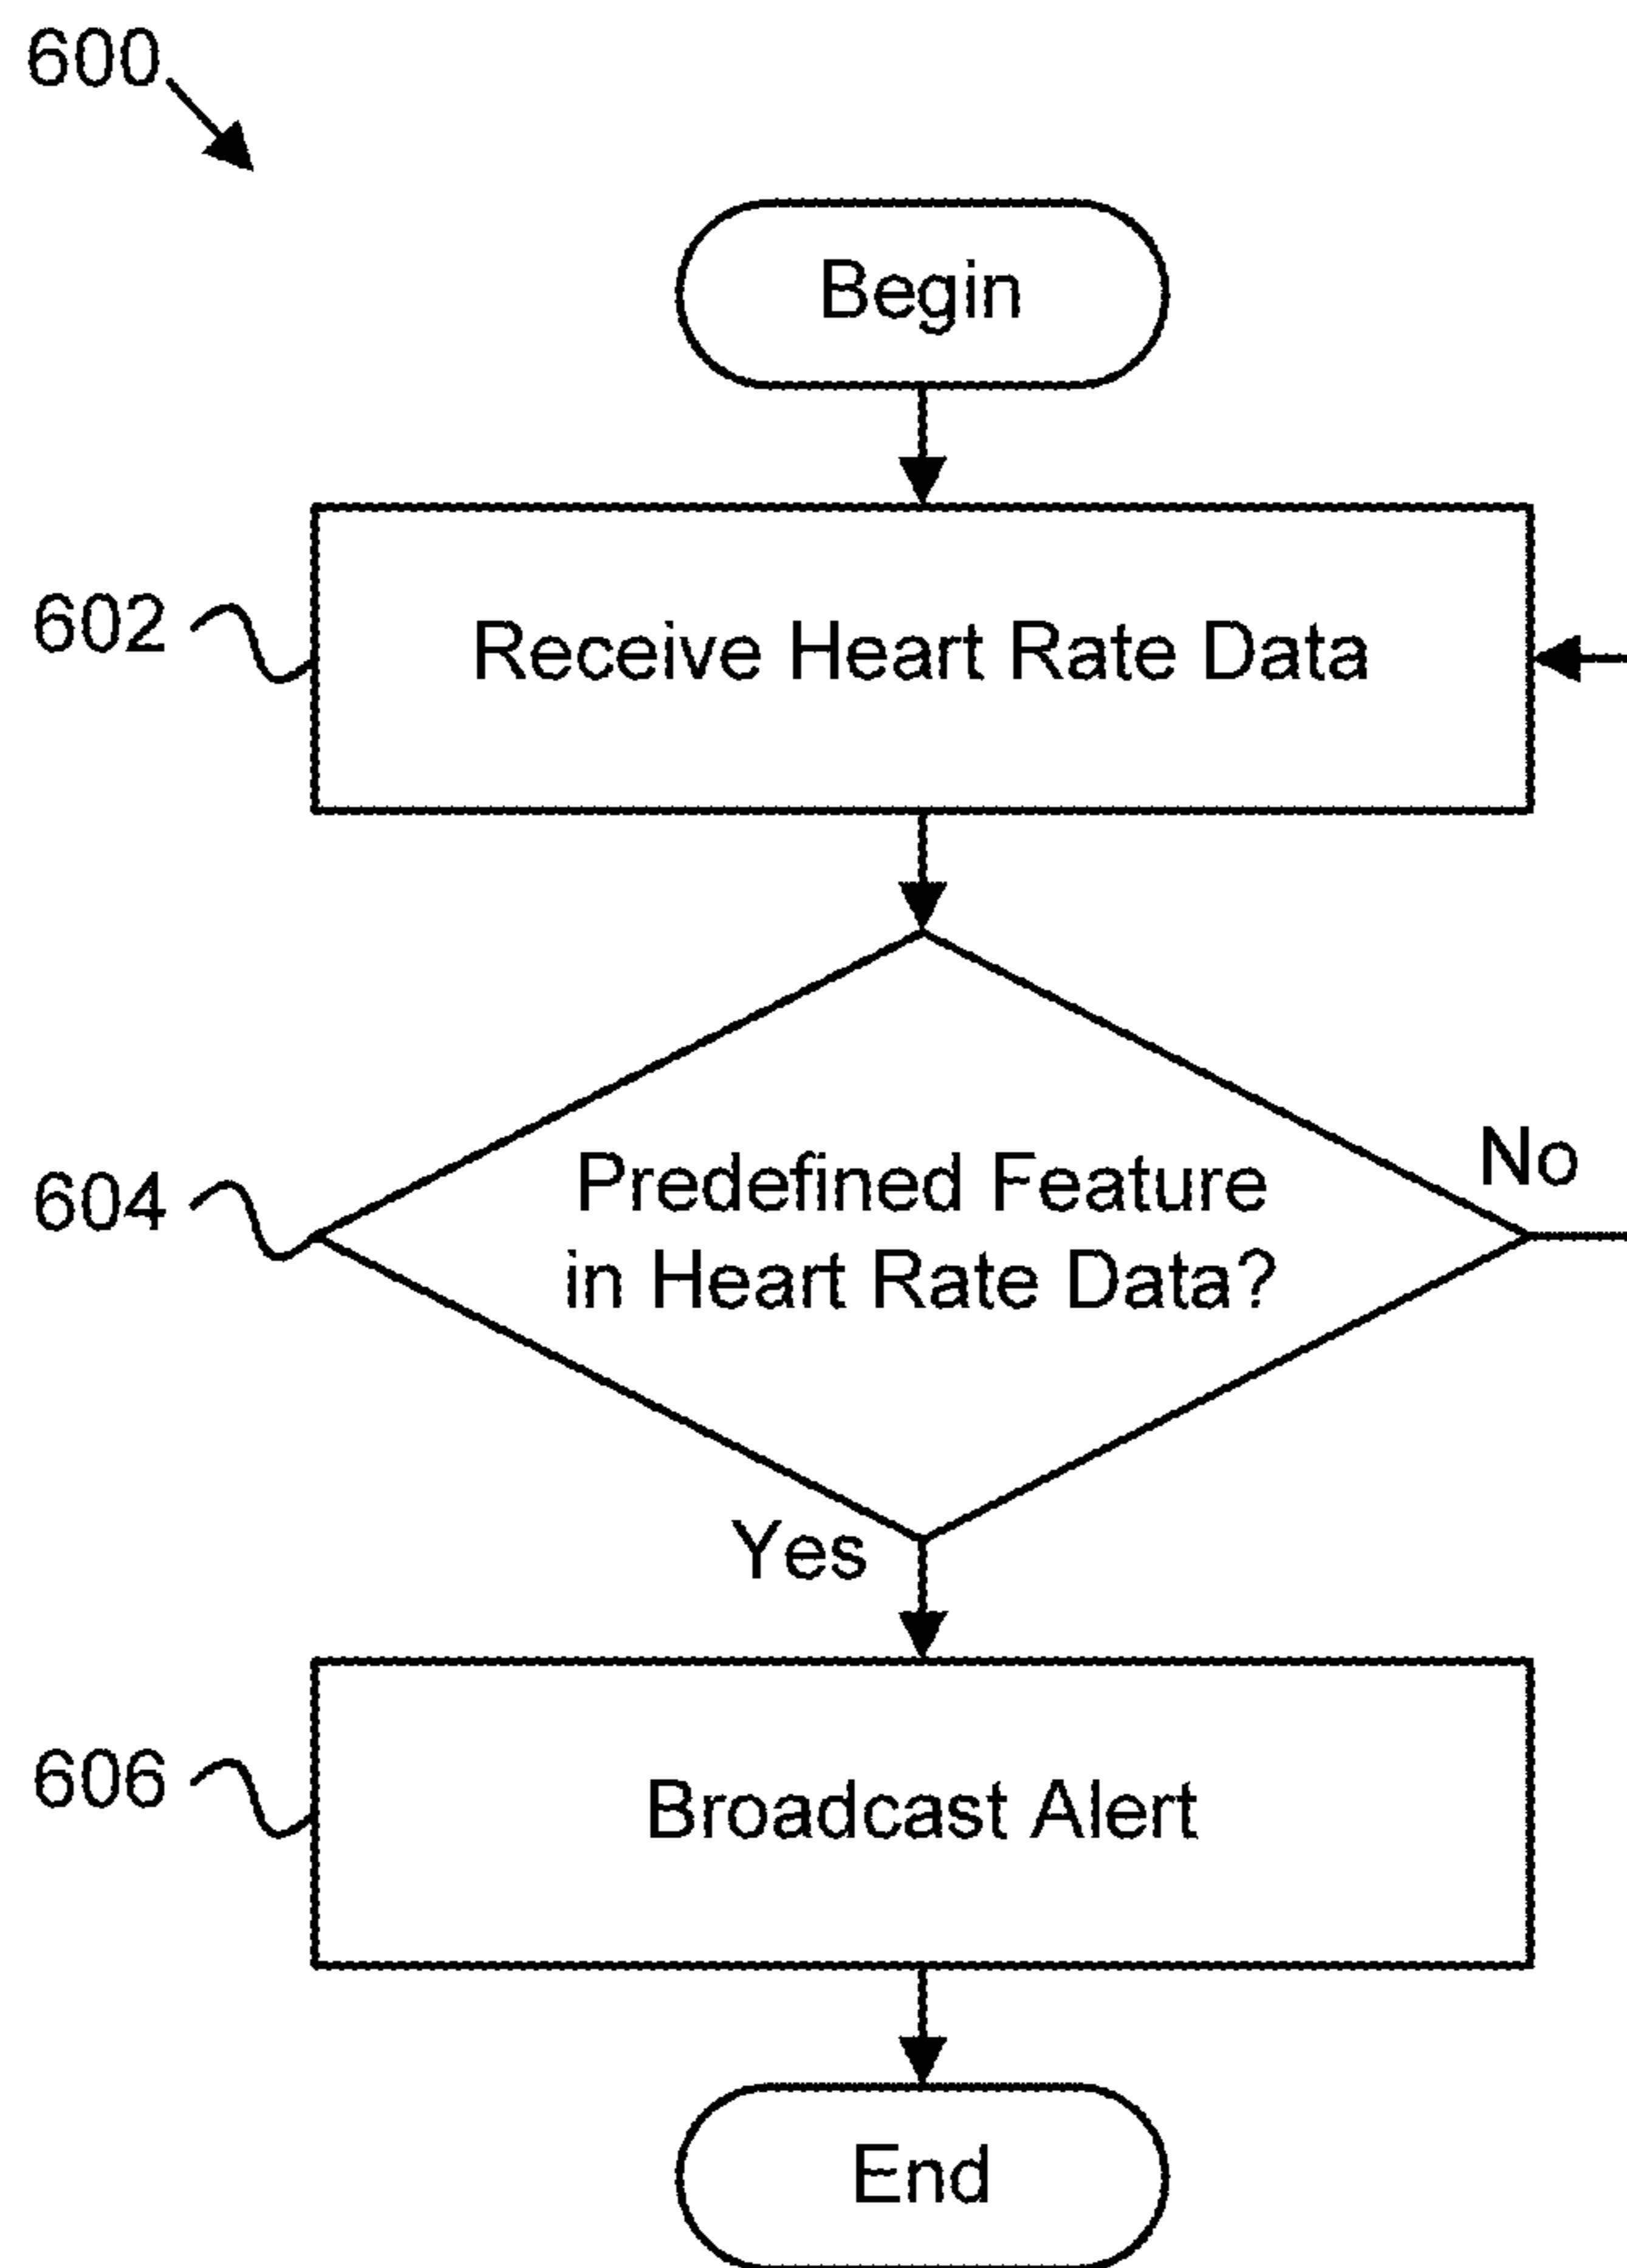 600
Begin
602
Receive Heart Rate Data
604
Predefined Feature
in Heart Rate Data?
No
Yes
606
Broadcast Alert
End